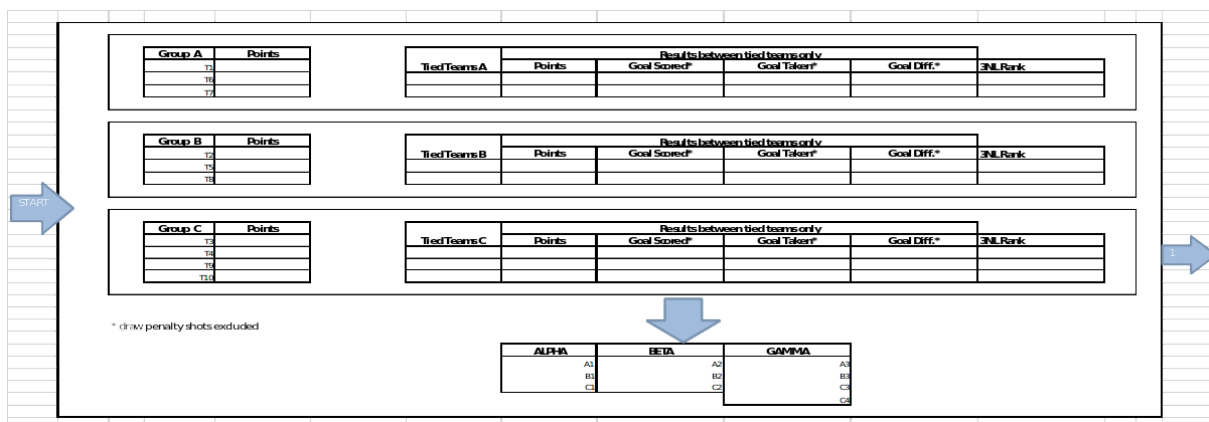 Group A Points Results between tied teams only
T1 Tied Teams A Points Goal Scored* Goal Taken* Goal Diff.* 3NL Rank
T6
T7
Group B Points Results between tied teams only
T2 Tied Teams B Points Goal Scored* Goal Taken* Goal Diff.* 3NL Rank
T5
T8
START
Group C Points Results between tied teams only
T3 Tied Teams C Points Goal Scored* Goal Taken* Goal Diff.* 3NL Rank
T4
1
T9
T10
* draw penalty shots excluded
ALPHA BETA GAMMA
A1 A2 A3
B1 B2 B3
C1 C2 C3
C4